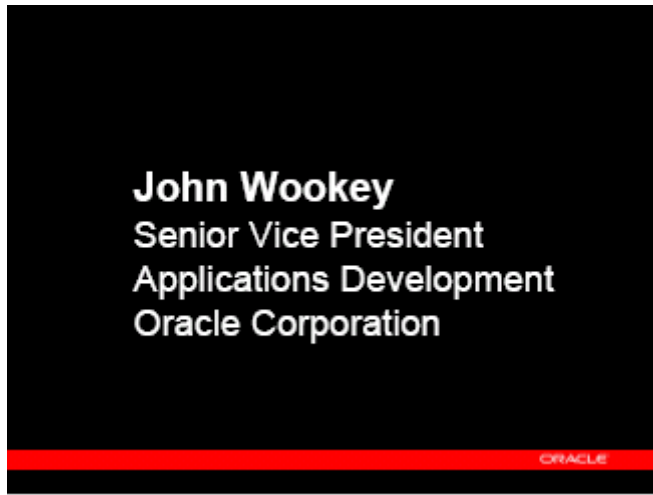 John Wookey
Senior Vice President
Applications Development
Oracle Corporation
ORACLE